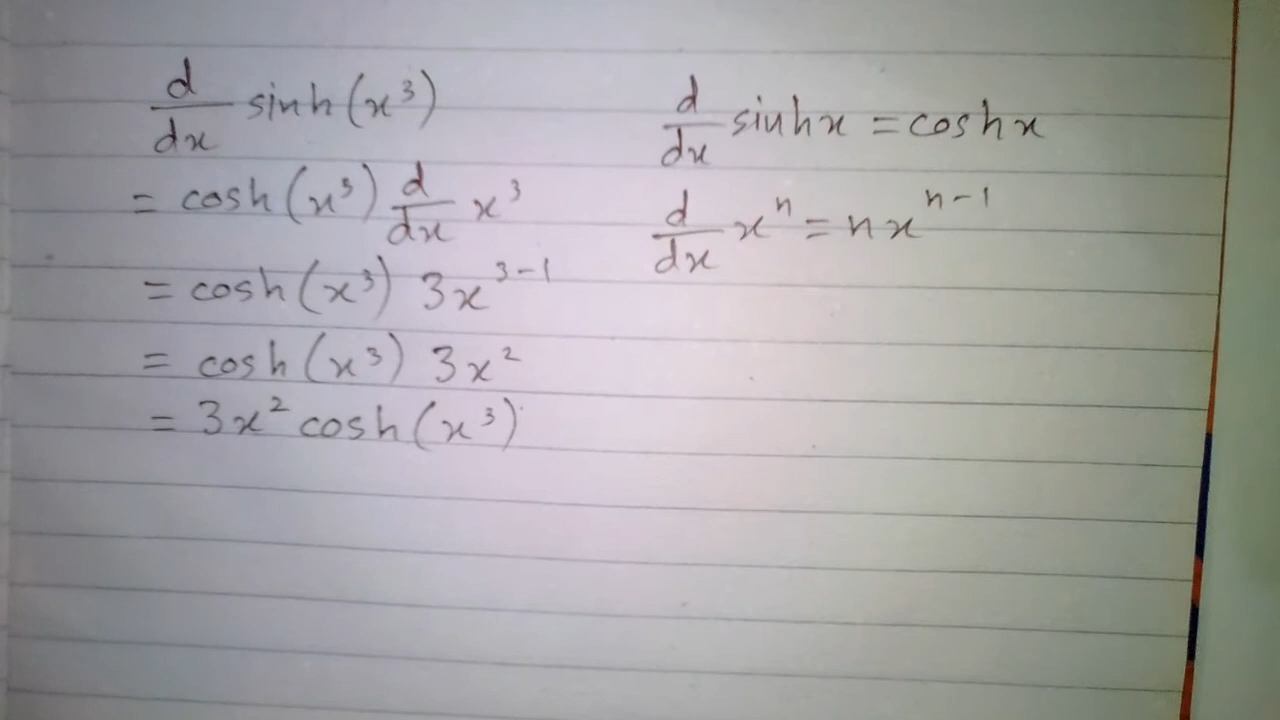 d/dx sinh(x³)
= cosh(x³) d/dx x³
= cosh(x³) 3x³⁻¹
= cosh(x³) 3x²
= 3x² cosh(x³)
d/dx sinhx = coshx
d/dx xⁿ = nxⁿ⁻¹